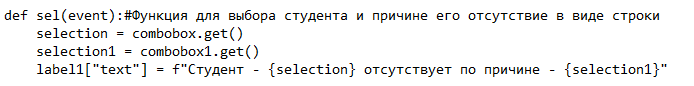 def sel(event):#Функция для выбора студента и причине его отсутствие в виде строки
    selection = combobox.get()
    selection1 = combobox1.get()
    label1["text"] = f"Студент - {selection} отсутствует по причине - {selection1}"